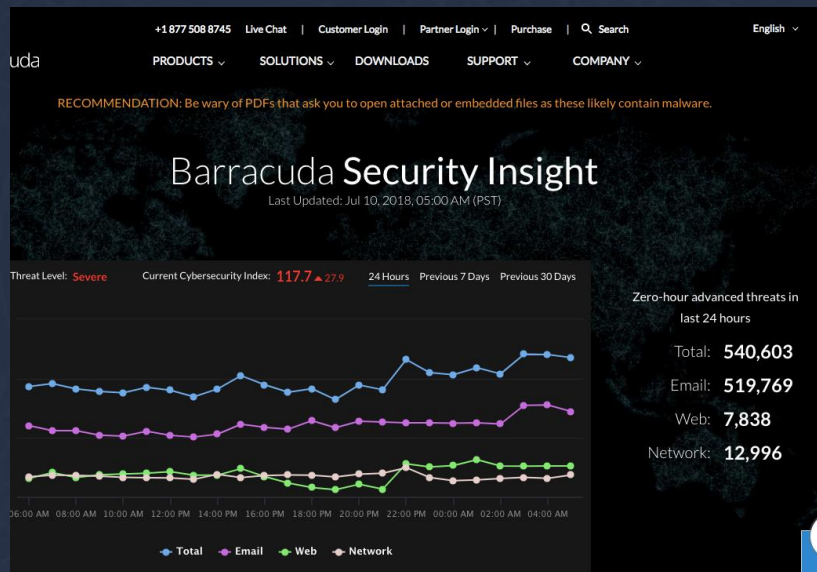 +1 877 508 8745 Live Chat | Customer Login | Partner Login | Purchase | Search English
uda PRODUCTS SOLUTIONS DOWNLOADS SUPPORT COMPANY
RECOMMENDATION: Be wary of PDFs that ask you to open attached or embedded files as these likely contain malware.
Barracuda Security Insight
Last Updated: Jul 10, 2018, 05:00 AM (PST)
Threat Level: Severe Current Cybersecurity Index: 117.7 ▲ 27.9 24 Hours Previous 7 Days Previous 30 Days
Zero-hour advanced threats in
last 24 hours
Total: 540,603
Email: 519,769
Web: 7,838
Network: 12,996
06:00 AM 08:00 AM 10:00 AM 12:00 PM 14:00 PM 16:00 PM 18:00 PM 20:00 PM 22:00 PM 00:00 AM 02:00 AM 04:00 AM
Total Email Web Network